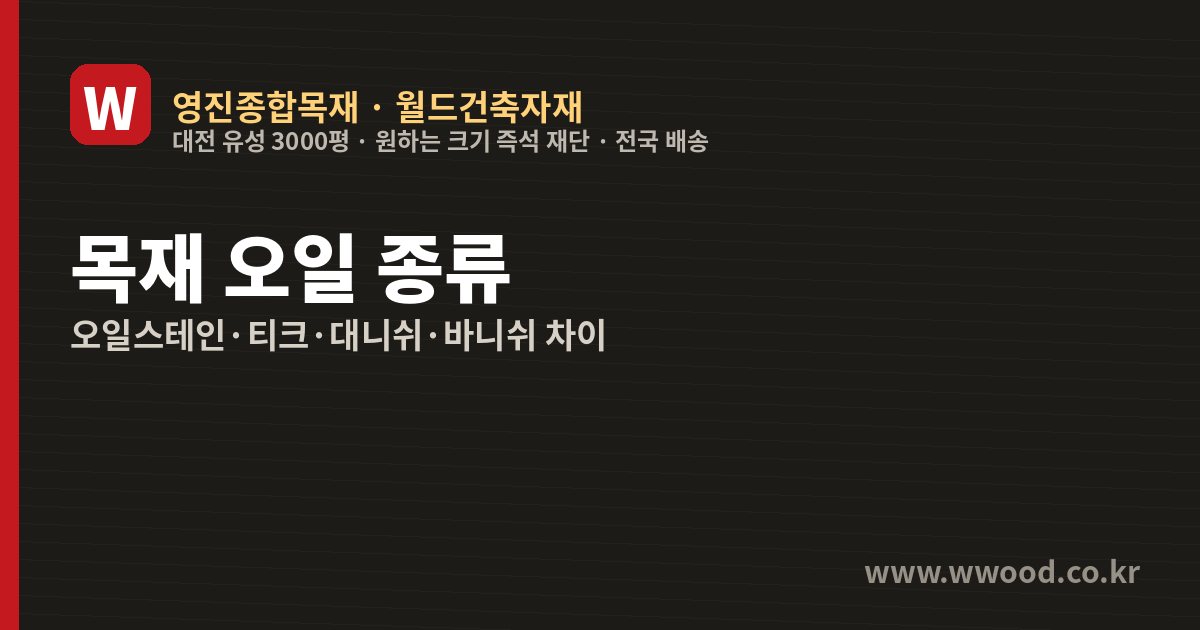 W
영진종합목재 · 월드건축자재
대전 유성 3000평 · 원하는 크기 즉석 재단 · 전국 배송
목재 오일 종류
오일스테인·티크·대니쉬·바니쉬 차이
www.wwood.co.kr